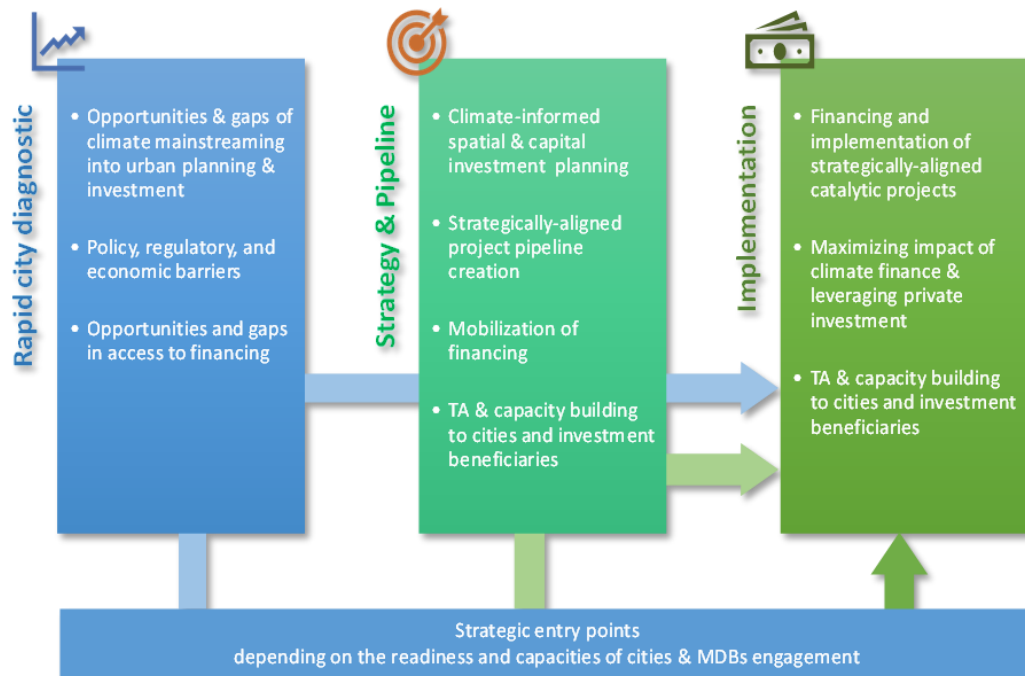 Rapid city diagnostic
• Opportunities & gaps of
climate mainstreaming
into urban planning &
investment
• Policy, regulatory, and
economic barriers
• Opportunities and gaps
in access to financing
Strategy & Pipeline
• Climate-informed
spatial & capital
investment planning
• Strategically-aligned
project pipeline
creation
• Mobilization of
financing
• TA & capacity building
to cities and investment
beneficiaries
Implementation
• Financing and
implementation of
strategically-aligned
catalytic projects
• Maximizing impact of
climate finance &
leveraging private
investment
• TA & capacity building
to cities and investment
beneficiaries
Strategic entry points
depending on the readiness and capacities of cities & MDBs engagement